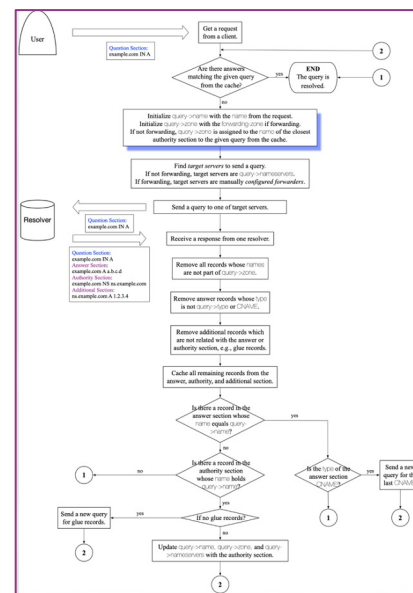 User
Question Section:
example.com IN A
Get a request
from a client.
2
Are there answers
matching the given query
from the cache?
yes
END
The query is
resolved.
1
no
Initialize query->name with the name from the request.
Initialize query->zone with the forwarding zone if forwarding.
If not forwarding, query->zone is assigned to the name of the closest
authority section to the given query from the cache.
Find target servers to send a query.
If not forwarding, target servers are query->nameservers.
If forwarding, target servers are manually configured forwarders.
Resolver
Question Section:
example.com IN A
Send a query to one of target servers.
Receive a response from one resolver.
Question Section:
example.com IN A
Answer Section:
example.com A a.b.c.d
Authority Section:
example.com NS ns.example.com
Additional Section:
ns.example.com A 1.2.3.4
Remove all records whose names
are not part of query->zone.
Remove answer records whose type
is not query->type or CNAME.
Remove additional records which
are not related with the answer or
authority section, e.g., glue records.
Cache all remaining records from the
answer, authority, and additional section.
Is there a record in the
answer section whose
name equals query-
>name?
yes
no
1
no
Is there a record in the
authority section
whose name holds
query->name?
Is the type of the
answer section
CNAME?
yes
Send a new
query for the
last CNAME.
1
2
yes
Send a new query
for glue records.
yes
If no glue records?
2
no
Update query->name, query->zone, and query-
>nameservers with the authority section.
2